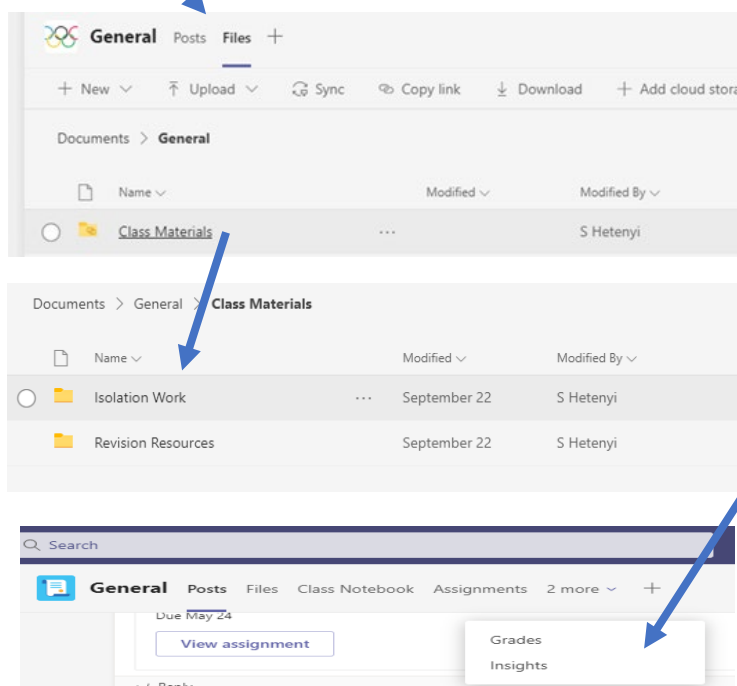 General Posts Files +
+ New Upload Sync Copy link Download + Add cloud stora
Documents > General
Name Modified Modified By
Class Materials ... S Hetenyi
Documents > General > Class Materials
Name Modified Modified By
Isolation Work ... September 22 S Hetenyi
Revision Resources September 22 S Hetenyi
Search
General Posts Files Class Notebook Assignments 2 more +
Due May 24
View assignment
Grades
Insights
Reply